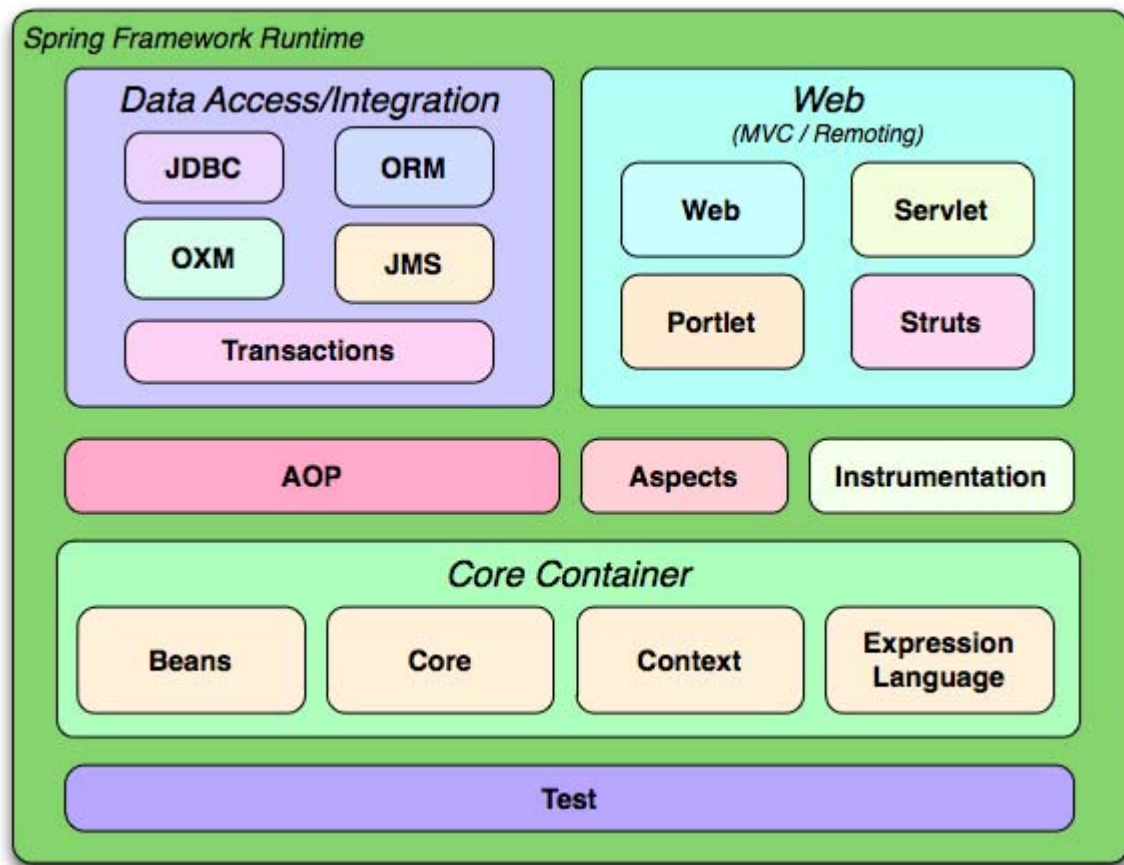 Spring Framework Runtime
Data Access/Integration
JDBC
ORM
OXM
JMS
Transactions
Web
(MVC / Remoting)
Web
Servlet
Portlet
Struts
AOP
Aspects
Instrumentation
Core Container
Beans
Core
Context
Expression
Language
Test